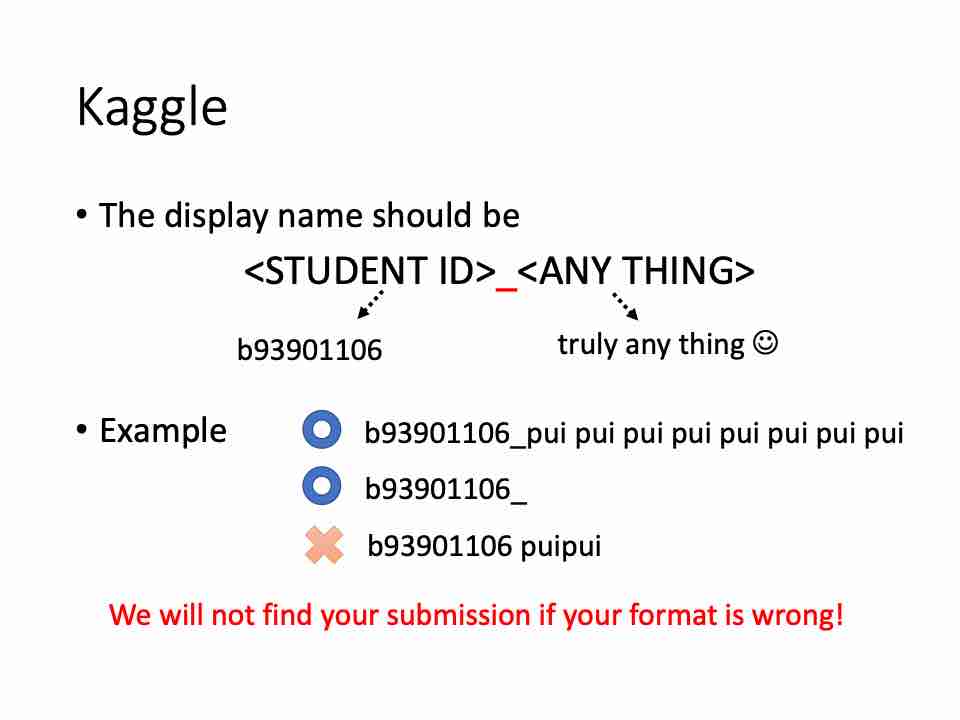 Kaggle
• The display name should be
<STUDENT ID>_<ANY THING>
b93901106
truly any thing ☺
• Example
b93901106_pui pui pui pui pui pui pui pui
b93901106_
b93901106 puipui
We will not find your submission if your format is wrong!